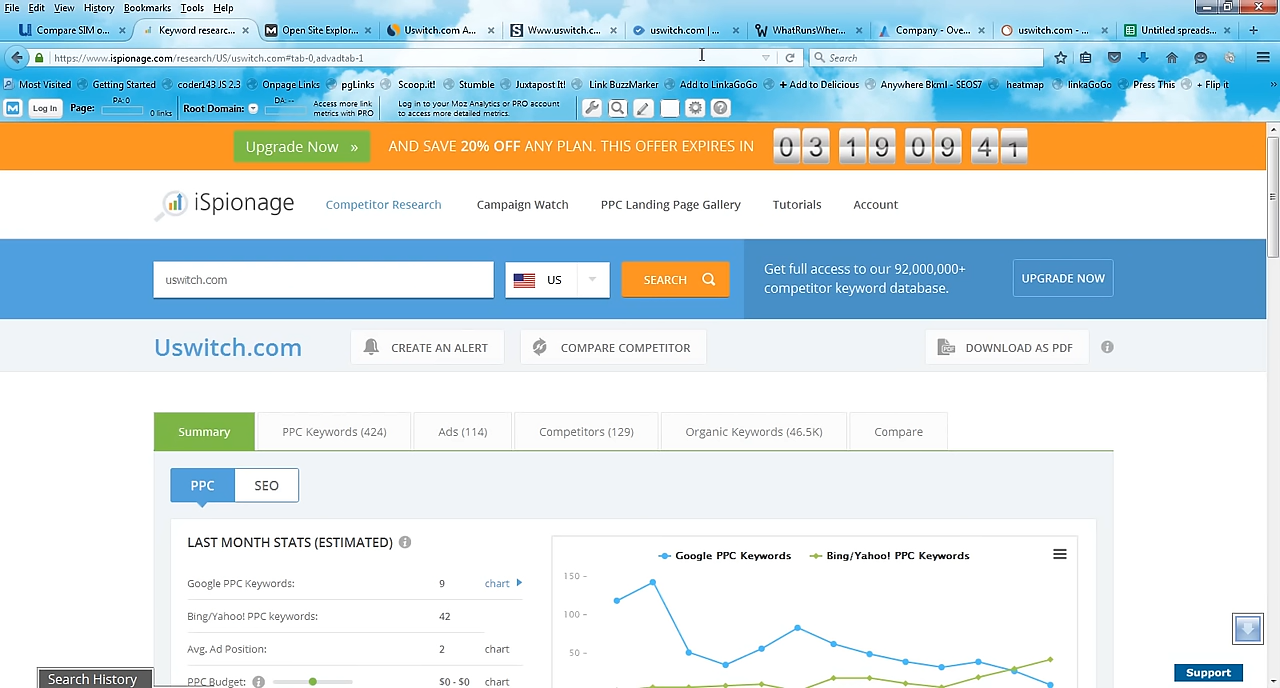 File Edit View History Bookmarks Tools Help
Compare SIM o... Keyword researc... Open Site Explor... Uswitch.com A... Www.uswitch.c... uswitch.com | ... WhatRunsWher... Company - Ove... uswitch.com - ... Untitled spreads...
https://www.ispionage.com/research/US/uswitch.com#tab-0,advadtab-1 Search
Most Visited Getting Started coder143 JS 2.3 Onpage Links pgLinks Scoop.it! Stumble Juxtapost It! Link BuzzMarker Add to LinkaGoGo + Add to Delicious Anywhere Bkml - SEOS7 heatmap linkaGoGo Press This + Flip it
Log In Page: DA: 0 0 links Root Domain: DA: -- Access more link metrics with PRO Log in to your Moz Analytics or PRO account to access more detailed metrics.
Upgrade Now » AND SAVE 20% OFF ANY PLAN. THIS OFFER EXPIRES IN 03 19 09 41
iSpionage Competitor Research Campaign Watch PPC Landing Page Gallery Tutorials Account
uswitch.com US SEARCH Get full access to our 92,000,000+ competitor keyword database. UPGRADE NOW
Uswitch.com CREATE AN ALERT COMPARE COMPETITOR DOWNLOAD AS PDF
Summary PPC Keywords (424) Ads (114) Competitors (129) Organic Keywords (46.5K) Compare
PPC SEO
LAST MONTH STATS (ESTIMATED)
Google PPC Keywords: 9 chart
Bing/Yahoo! PPC keywords: 42
Avg. Ad Position: 2 chart
PPC Budget: $0 - $0 chart
Google PPC Keywords Bing/Yahoo! PPC Keywords
150
100
50
Search History
Support